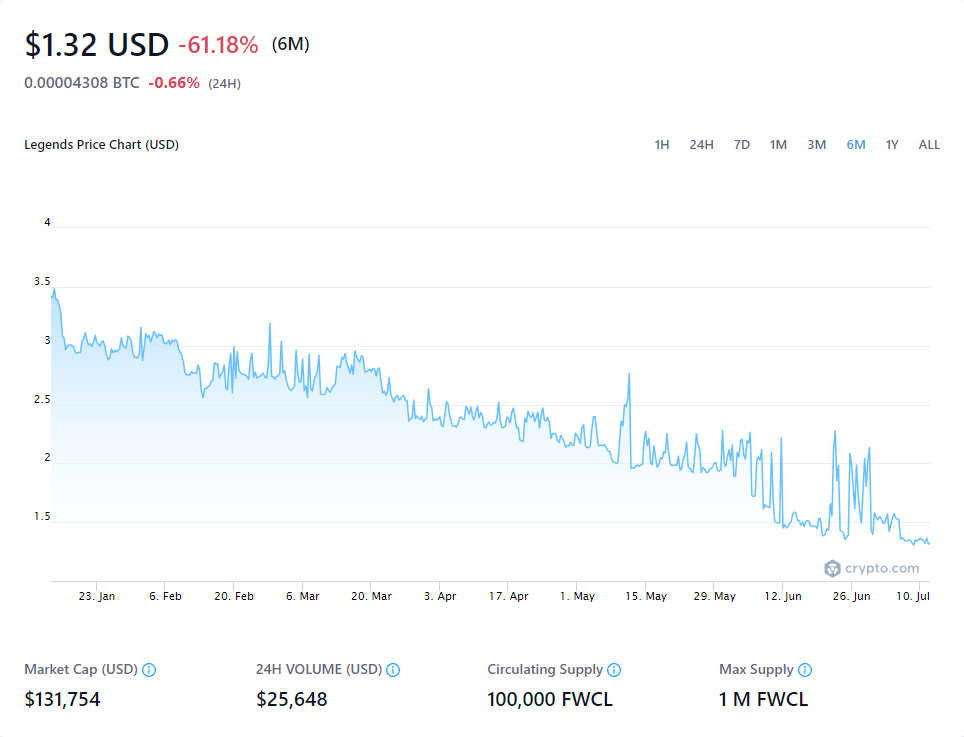 $1.32 USD -61.18% (6M)
0.00004308 BTC -0.66% (24H)
Legends Price Chart (USD)
1H 24H 7D 1M 3M 6M 1Y ALL
4
3.5
3
2.5
2
1.5
crypto.com
23. Jan 6. Feb 20. Feb 6. Mar 20. Mar 3. Apr 17. Apr 1. May 15. May 29. May 12. Jun 26. Jun 10. Jul
Market Cap (USD) 24H VOLUME (USD) Circulating Supply Max Supply
$131,754 $25,648 100,000 FWCL 1 M FWCL